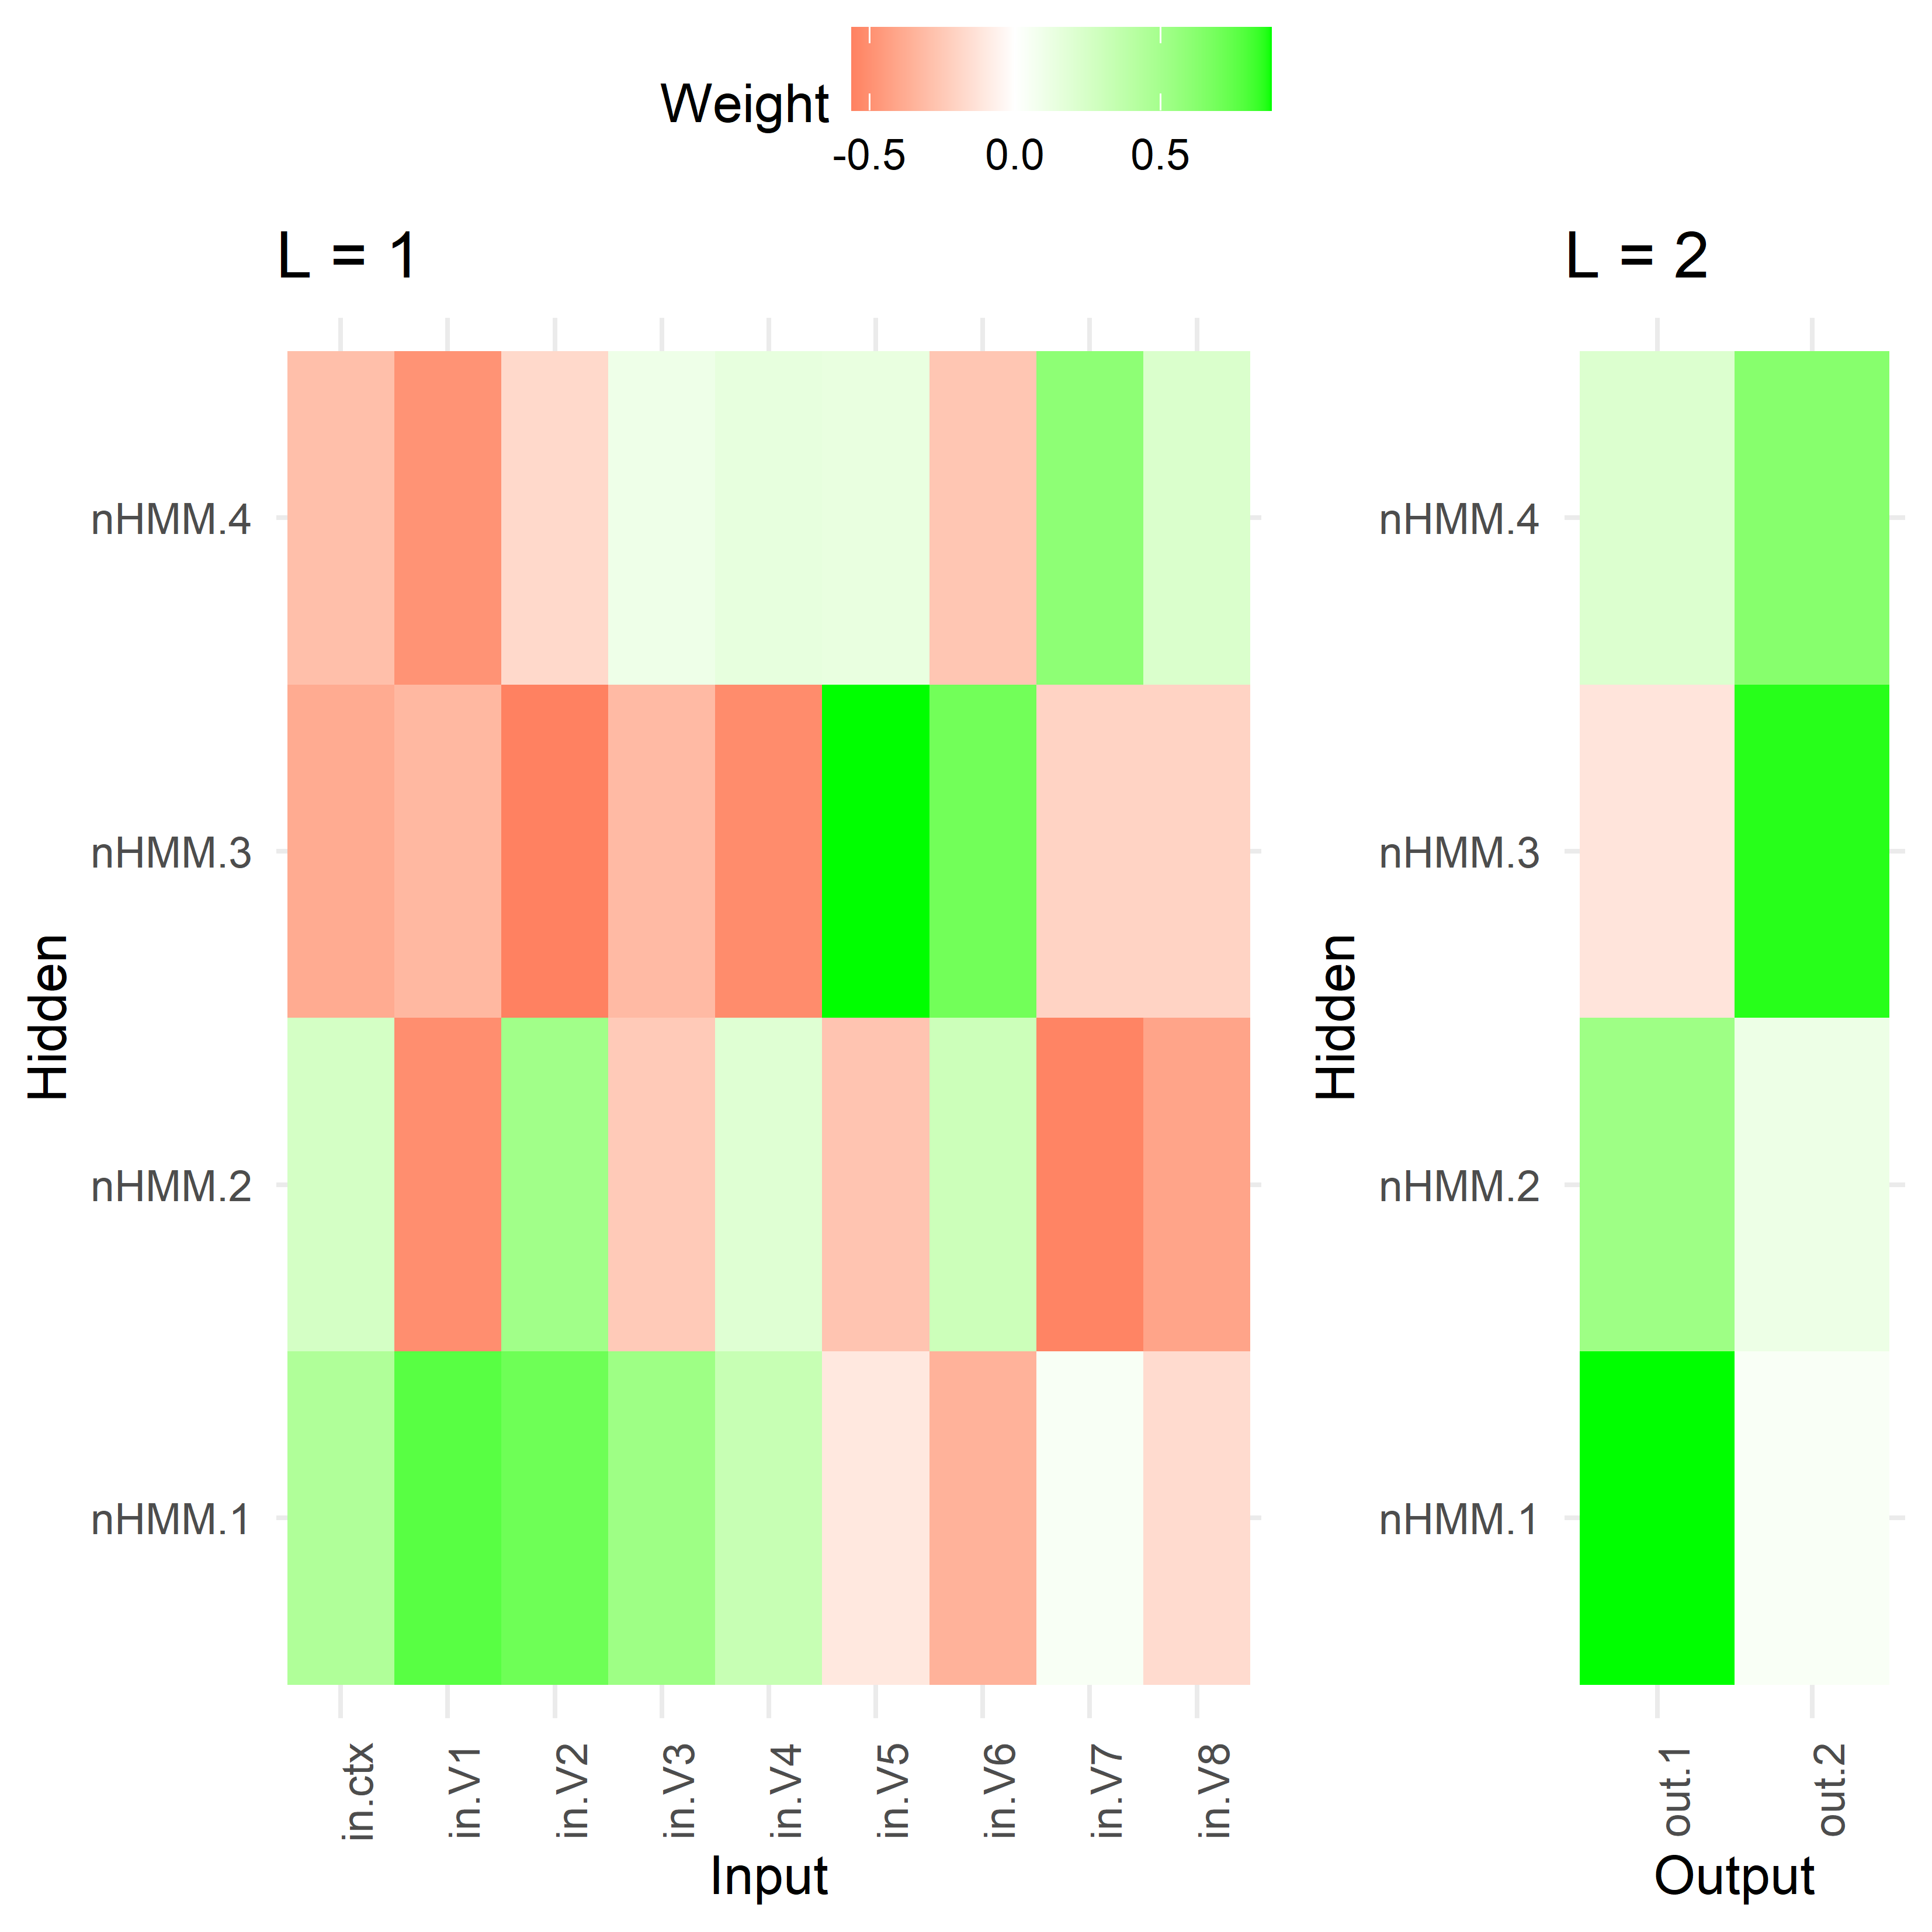 Weight
-0.5 0.0 0.5
L = 1
L = 2
Hidden
nHMM.4
nHMM.3
nHMM.2
nHMM.1
in.ctx
in.V1
in.V2
in.V3
in.V4
in.V5
in.V6
in.V7
in.V8
Input
Hidden
nHMM.4
nHMM.3
nHMM.2
nHMM.1
out.1
out.2
Output